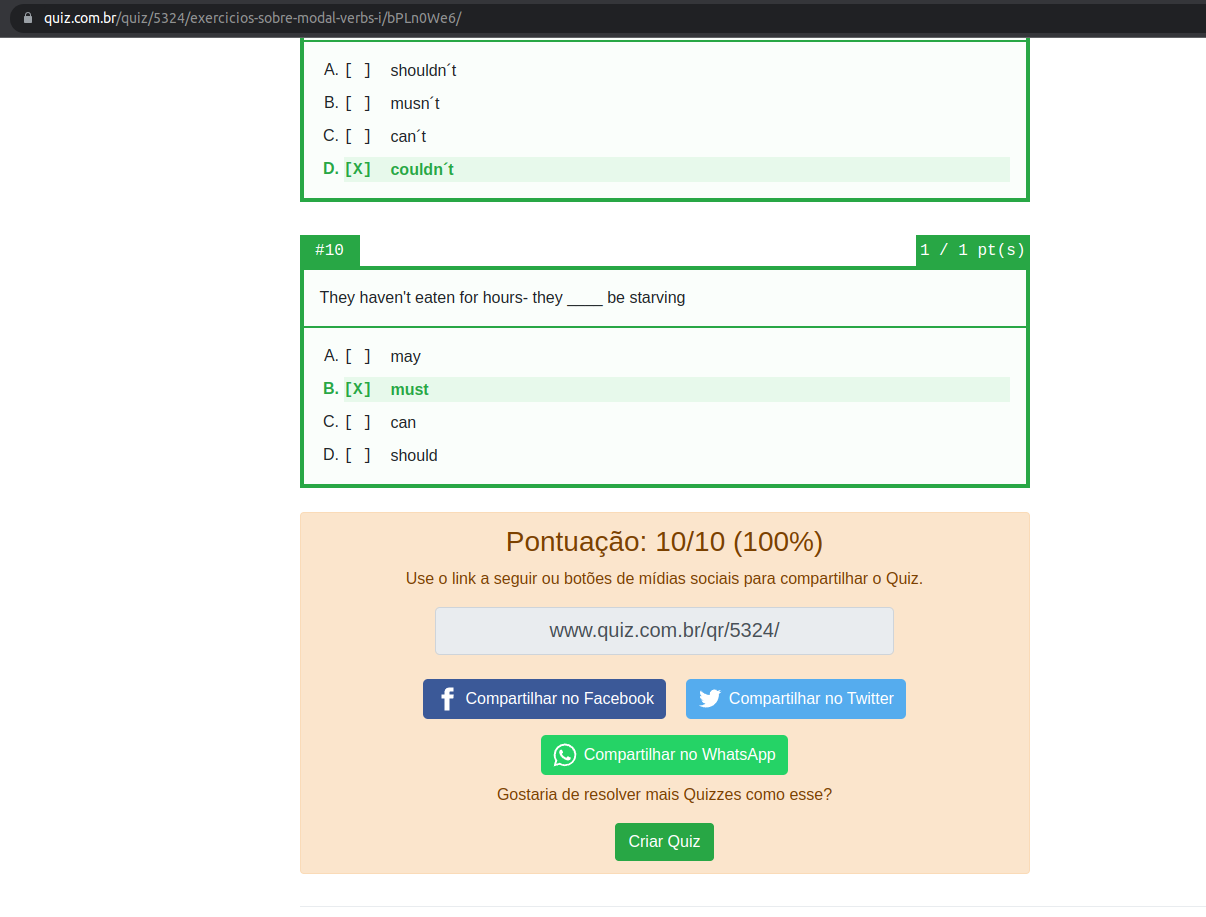 quiz.com.br/quiz/5324/exercicios-sobre-modal-verbs-i/bPLn0We6/
A. [ ] shouldn´t
B. [ ] musn´t
C. [ ] can´t
D. [X] couldn´t
#10 1 / 1 pt(s)
They haven't eaten for hours- they ____ be starving
A. [ ] may
B. [X] must
C. [ ] can
D. [ ] should
Pontuação: 10/10 (100%)
Use o link a seguir ou botões de mídias sociais para compartilhar o Quiz.
www.quiz.com.br/qr/5324/
Compartilhar no Facebook Compartilhar no Twitter
Compartilhar no WhatsApp
Gostaria de resolver mais Quizzes como esse?
Criar Quiz